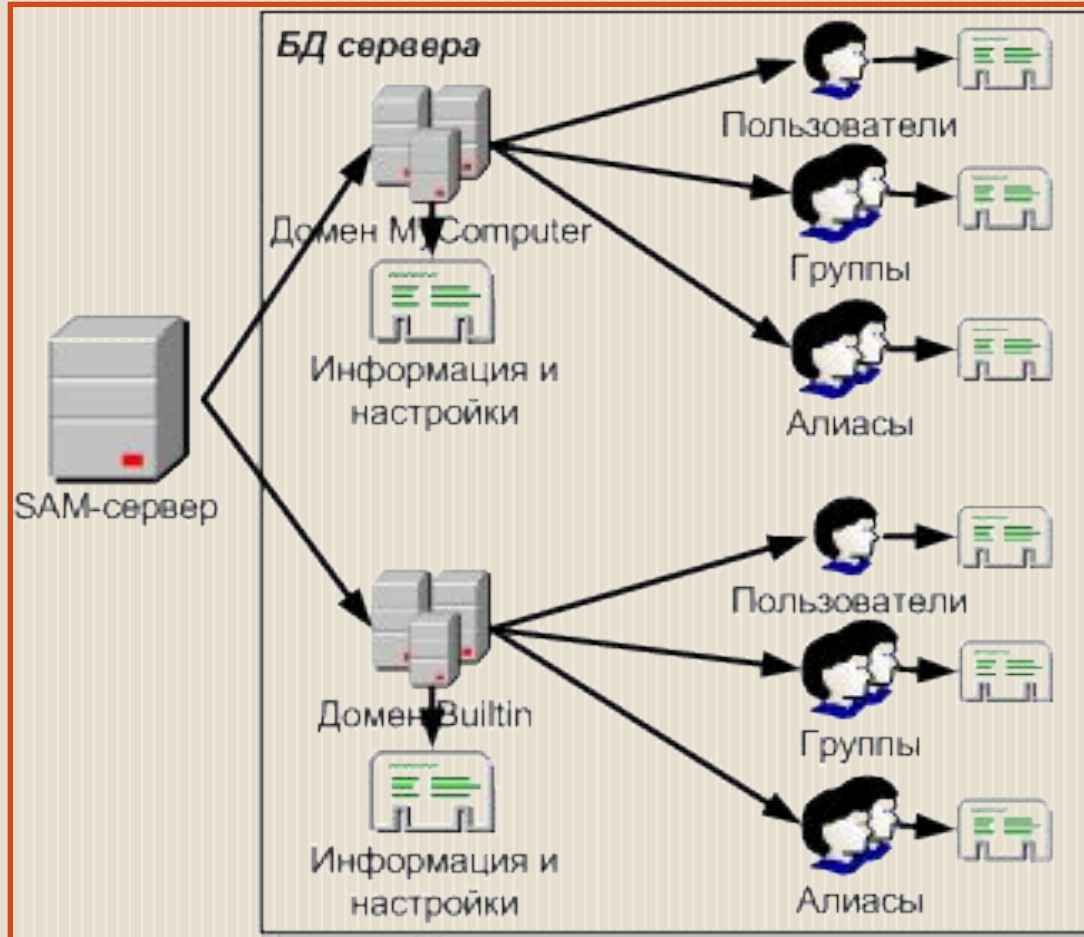 БД сервера
Пользователи
Домен MyComputer
Группы
Информация и
настройки
Алиасы
SAM-сервер
Пользователи
Домен Builtin
Группы
Информация и
настройки
Алиасы